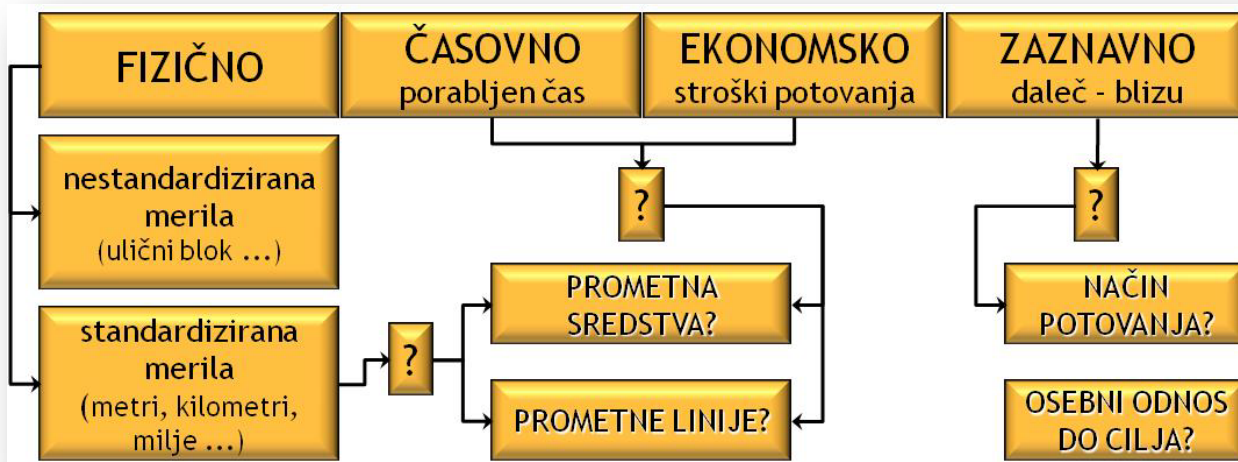 FIZIČNO
ČASOVNO
porabljen čas
EKONOMSKO
stroški potovanja
ZAZNAVNO
daleč - blizu
nestandardizirana
merila
(ulični blok ...)
?
?
standardizirana
merila
(metri, kilometri,
milje ...)
?
PROMETNA
SREDSTVA?
NAČIN
POTOVANJA?
PROMETNE LINIJE?
OSEBNI ODNOS
DO CILJA?